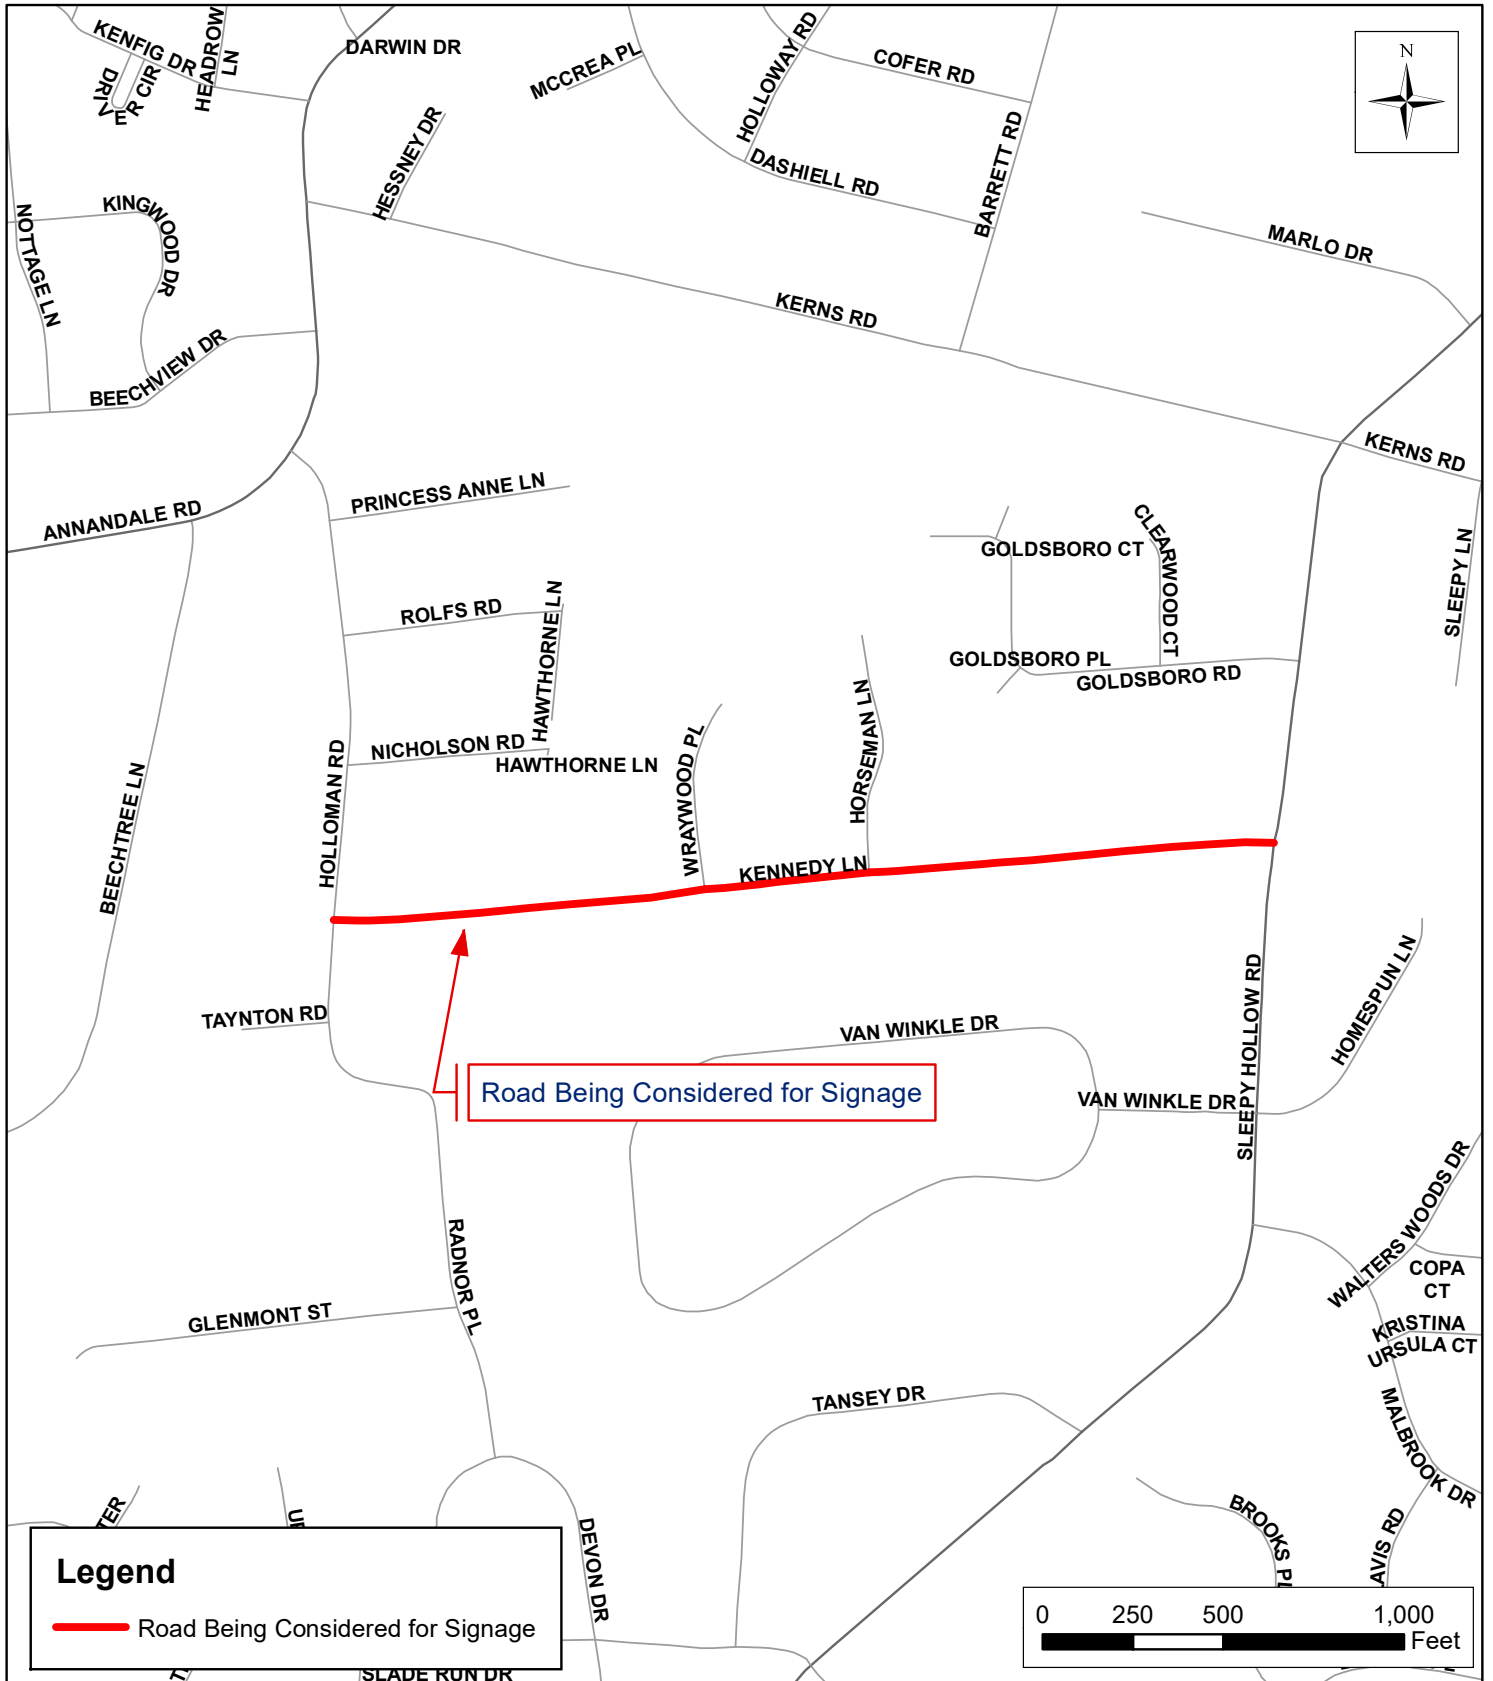 KENFIG DR
HEADROW
LN
DRIVER CIR
DARWIN DR
MCCREA PL
HOLLOWAY RD
COFER RD
N
HESSNEY DR
DASHIELL RD
BARRETT RD
KINGWOOD DR
NOTTAGE LN
MARLO DR
KERNS RD
BEECHVIEW DR
KERNS RD
ANNANDALE RD
PRINCESS ANNE LN
GOLDSBORO CT
CLEARWOOD CT
SLEEPY LN
ROLFS RD
HAWTHORNE LN
GOLDSBORO PL
GOLDSBORO RD
HORSEMAN LN
WRAYWOOD PL
NICHOLSON RD
HAWTHORNE LN
HOLLOMAN RD
BEECHTREE LN
KENNEDY LN
TAYNTON RD
VAN WINKLE DR
HOMESPUN LN
SLEEPY HOLLOW RD
Road Being Considered for Signage
VAN WINKLE DR
WALTERS WOODS DR
RADNOR PL
COPA
CT
GLENMONT ST
KRISTINA
URSULA CT
TANSEY DR
MALBROOK DR
BROOKS PL
AVIS RD
DEVON DR
TER
Legend
Road Being Considered for Signage
SLADE RUN DR
0 250 500 1,000
Feet